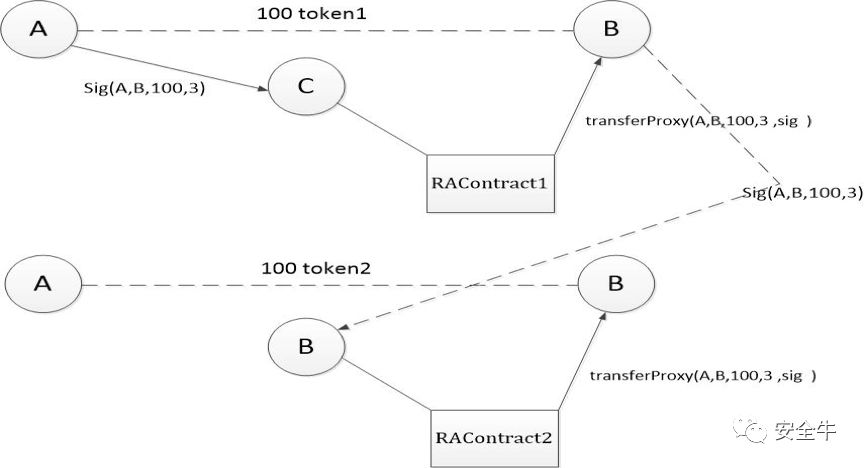 A
100 token1
B
Sig(A,B,100,3)
C
transferProxy(A,B,100,3 ,sig )
RAContract1
Sig(A,B,100,3)
A
100 token2
B
B
transferProxy(A,B,100,3 ,sig )
RAContract2
安全牛